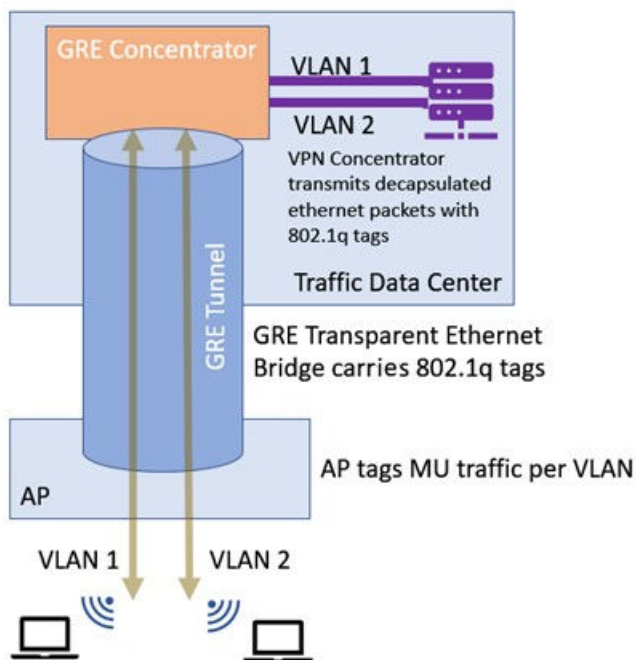 GRE Concentrator
VLAN 1
VLAN 2
VPN Concentrator
transmits decapsulated
ethernet packets with
802.1q tags
Traffic Data Center
GRE Tunnel
GRE Transparent Ethernet
Bridge carries 802.1q tags
AP tags MU traffic per VLAN
AP
VLAN 1
VLAN 2